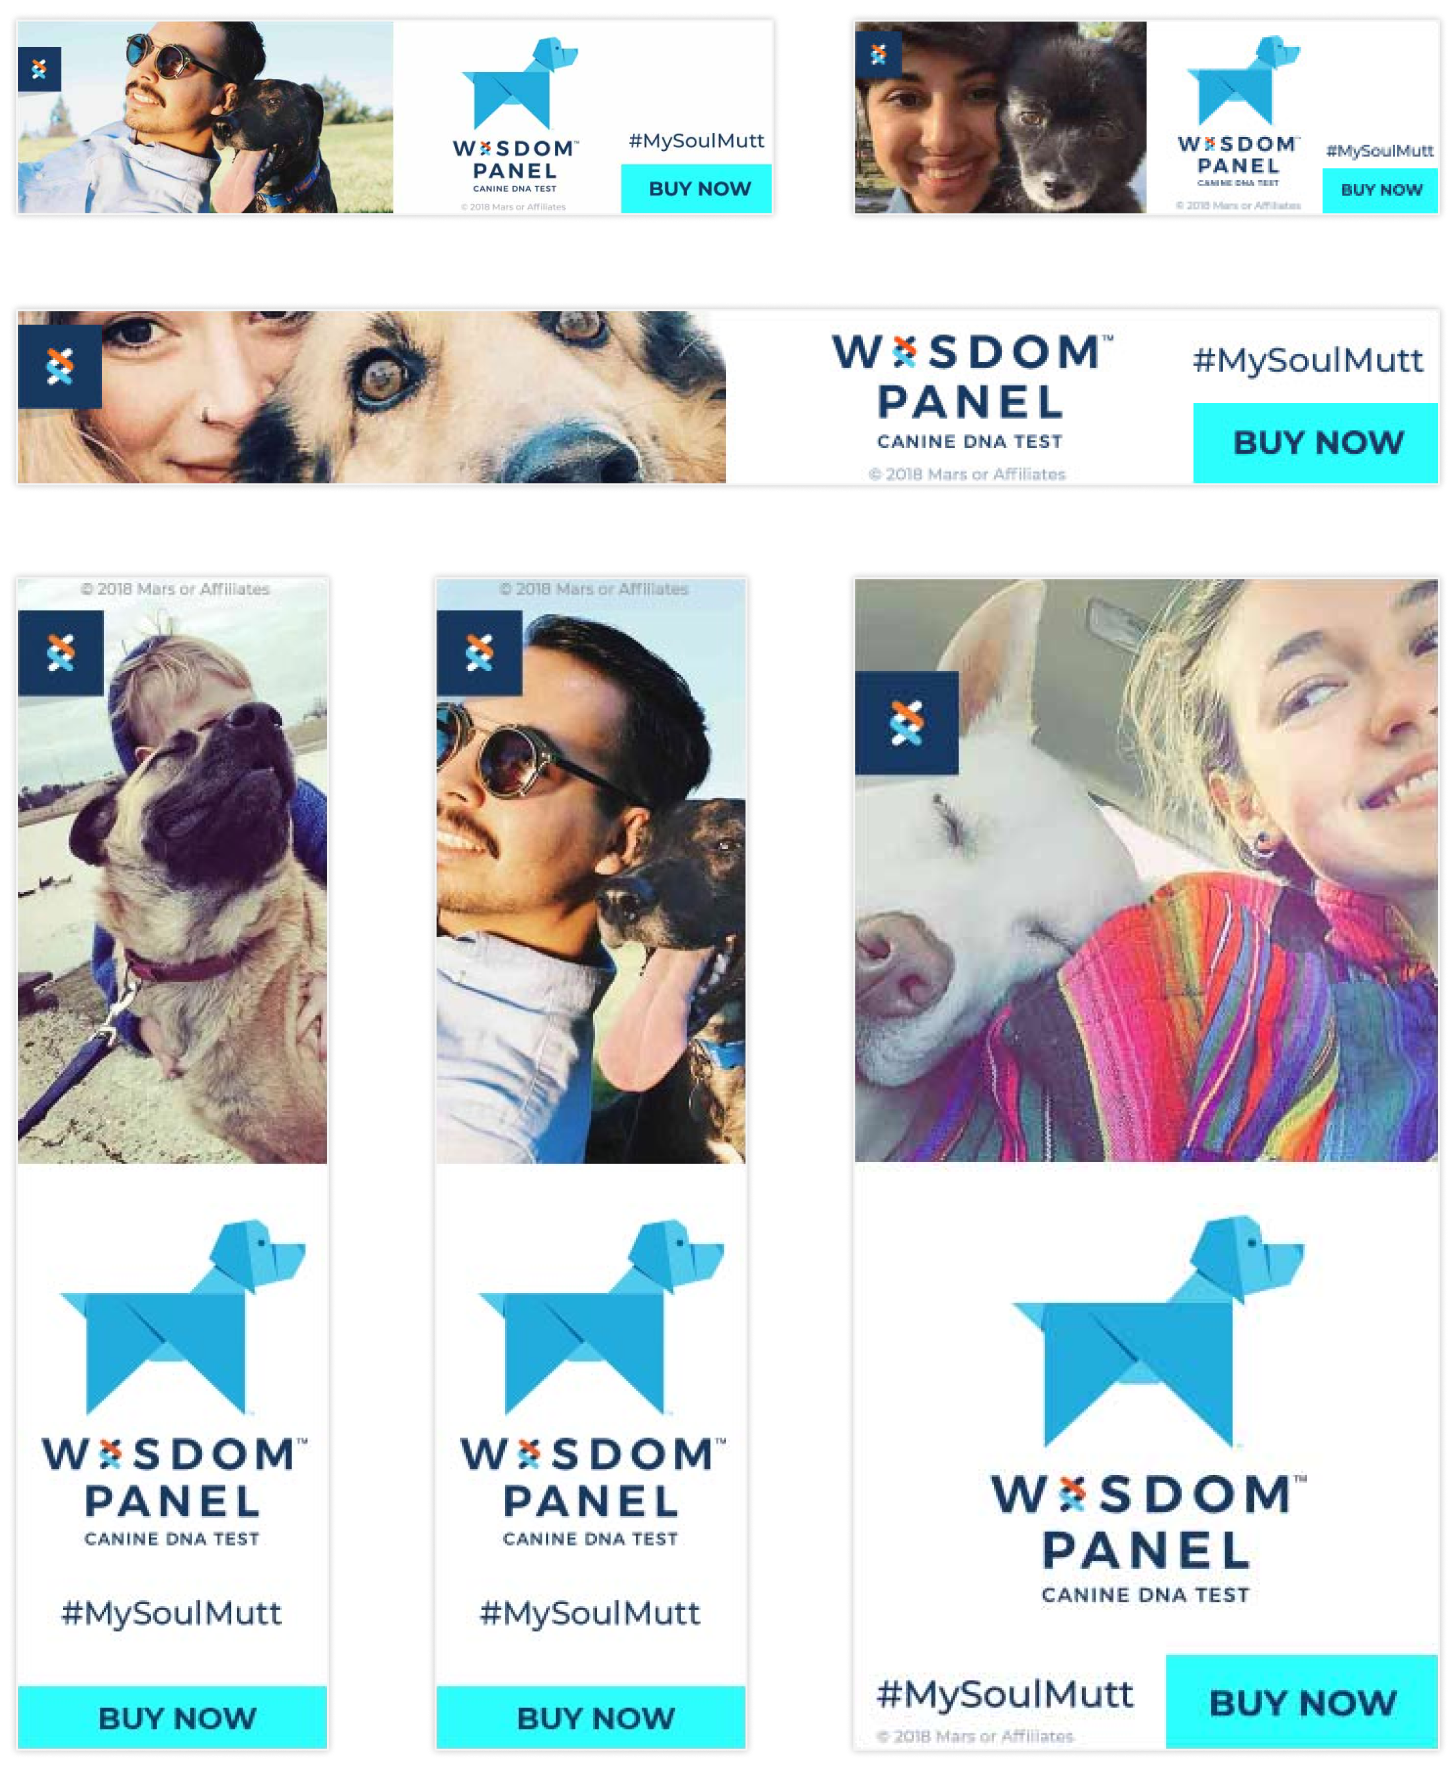 #MySoulMutt
WISDOM™
PANEL
CANINE DNA TEST
BUY NOW
© 2018 Mars or Affiliates
WISDOM™
PANEL
CANINE DNA TEST
#MySoulMutt
BUY NOW
© 2018 Mars or Affiliates
WISDOM™
PANEL
CANINE DNA TEST
© 2018 Mars or Affiliates
#MySoulMutt
BUY NOW
© 2018 Mars or Affiliates
WISDOM™
PANEL
CANINE DNA TEST
#MySoulMutt
BUY NOW
© 2018 Mars or Affiliates
WISDOM™
PANEL
CANINE DNA TEST
#MySoulMutt
BUY NOW
WISDOM™
PANEL
CANINE DNA TEST
#MySoulMutt
© 2018 Mars or Affiliates
BUY NOW